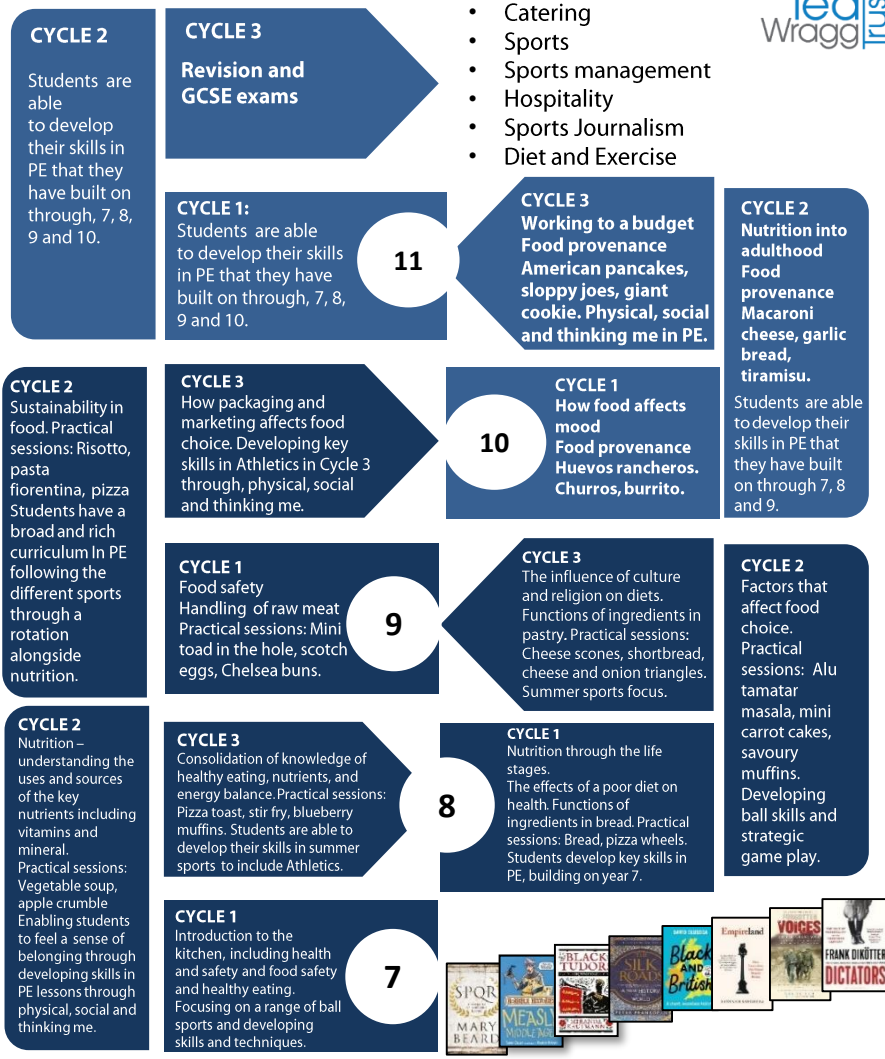 CYCLE 2
Students are
able
to develop
their skills in
PE that they
have built on
through, 7, 8,
9 and 10.
CYCLE 3
Revision and
GCSE exams
• Catering
• Sports
• Sports management
• Hospitality
• Sports Journalism
• Diet and Exercise
Ted
Wragg
Trust
CYCLE 1:
Students are able
to develop their skills
in PE that they have
built on through, 7, 8,
9 and 10.
11
CYCLE 3
Working to a budget
Food provenance
American pancakes,
sloppy joes, giant
cookie. Physical, social
and thinking me in PE.
CYCLE 2
Nutrition into
adulthood
Food
provenance
Macaroni
cheese, garlic
bread,
tiramisu.
Students are able
to develop their
skills in PE that
they have built
on through 7, 8
and 9.
CYCLE 2
Sustainability in
food. Practical
sessions: Risotto,
pasta
fiorentina, pizza
Students have a
broad and rich
curriculum In PE
following the
different sports
through a
rotation
alongside
nutrition.
CYCLE 3
How packaging and
marketing affects food
choice. Developing key
skills in Athletics in Cycle 3
through, physical, social
and thinking me.
10
CYCLE 1
How food affects
mood
Food provenance
Huevos rancheros.
Churros, burrito.
CYCLE 1
Food safety
Handling of raw meat
Practical sessions: Mini
toad in the hole, scotch
eggs, Chelsea buns.
9
CYCLE 3
The influence of culture
and religion on diets.
Functions of ingredients in
pastry. Practical sessions:
Cheese scones, shortbread,
cheese and onion triangles.
Summer sports focus.
CYCLE 2
Factors that
affect food
choice.
Practical
sessions: Alu
tamatar
masala, mini
carrot cakes,
savoury
muffins.
Developing
ball skills and
strategic
game play.
CYCLE 2
Nutrition –
understanding the
uses and sources
of the key
nutrients including
vitamins and
mineral.
Practical sessions:
Vegetable soup,
apple crumble
Enabling students
to feel a sense of
belonging through
developing skills in
PE lessons through
physical, social and
thinking me.
CYCLE 3
Consolidation of knowledge of
healthy eating, nutrients, and
energy balance. Practical sessions:
Pizza toast, stir fry, blueberry
muffins. Students are able to
develop their skills in summer
sports to include Athletics.
8
CYCLE 1
Nutrition through the life
stages.
The effects of a poor diet on
health. Functions of
ingredients in bread. Practical
sessions: Bread, pizza wheels.
Students develop key skills in
PE, building on year 7.
CYCLE 1
Introduction to the
kitchen, including health
and safety and food safety
and healthy eating.
Focusing on a range of ball
sports and developing
skills and techniques.
7
SPQR
MARY
BEARD
HORRIBLE HISTORIES
MEASLY
MIDDLE AGES
BLACK
TUDORS
MIRANDA KAUFMANN
SILK
ROADS
WORLD
Black
AND
British
Empireland
VOICES
FRANK DIKÖTTER
DICTATORS